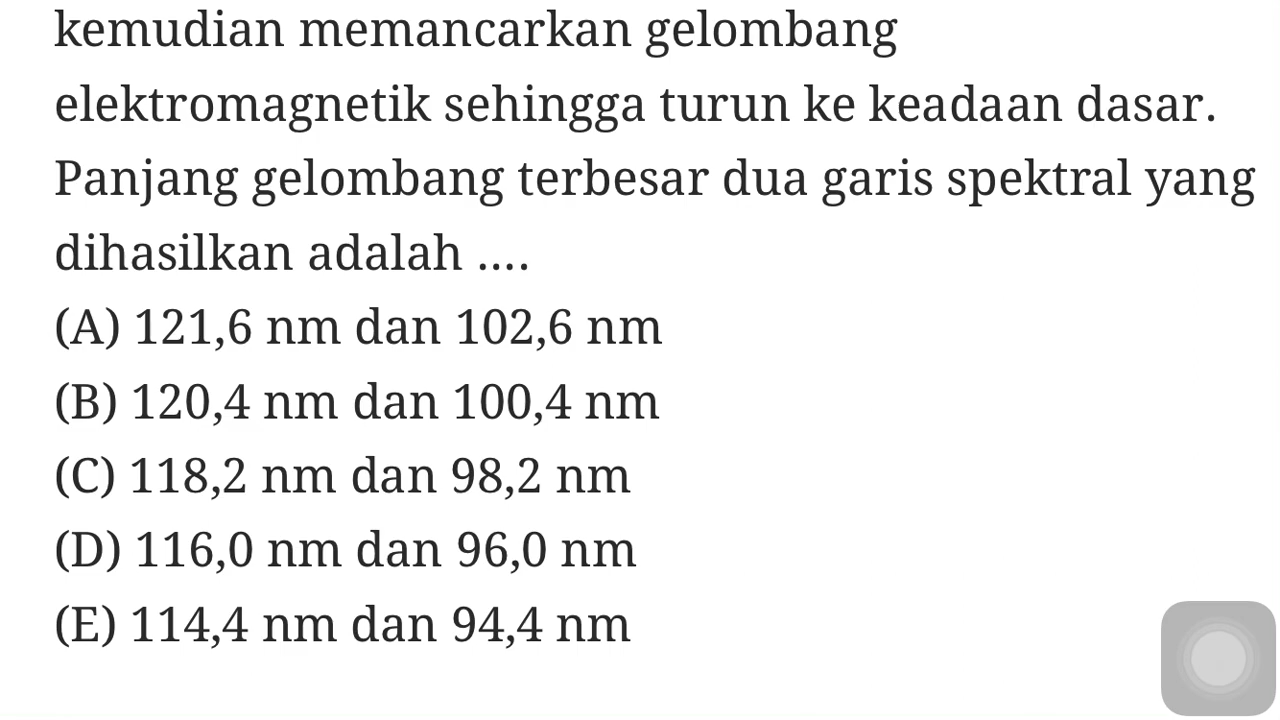 kemudian memancarkan gelombang
elektromagnetik sehingga turun ke keadaan dasar.
Panjang gelombang terbesar dua garis spektral yang
dihasilkan adalah ....
(A) 121,6 nm dan 102,6 nm
(B) 120,4 nm dan 100,4 nm
(C) 118,2 nm dan 98,2 nm
(D) 116,0 nm dan 96,0 nm
(E) 114,4 nm dan 94,4 nm